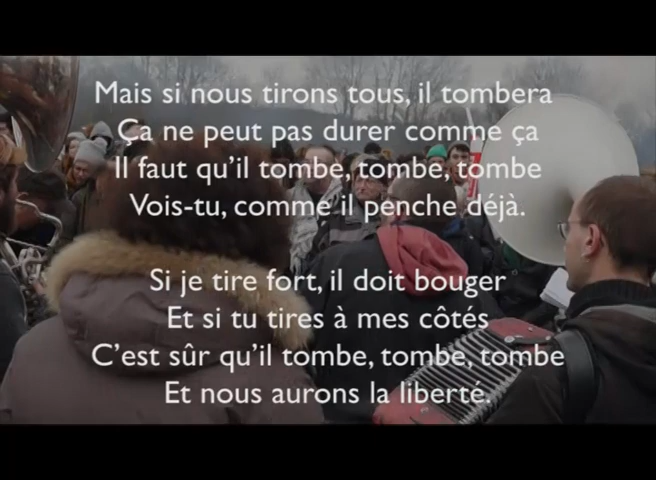 Mais si nous tirons tous, il tombera
Ça ne peut pas durer comme ça
Il faut qu'il tombe, tombe, tombe
Vois-tu, comme il penche déjà.
Si je tire fort, il doit bouger
Et si tu tires à mes côtés
C'est sûr qu'il tombe, tombe, tombe
Et nous aurons la liberté.